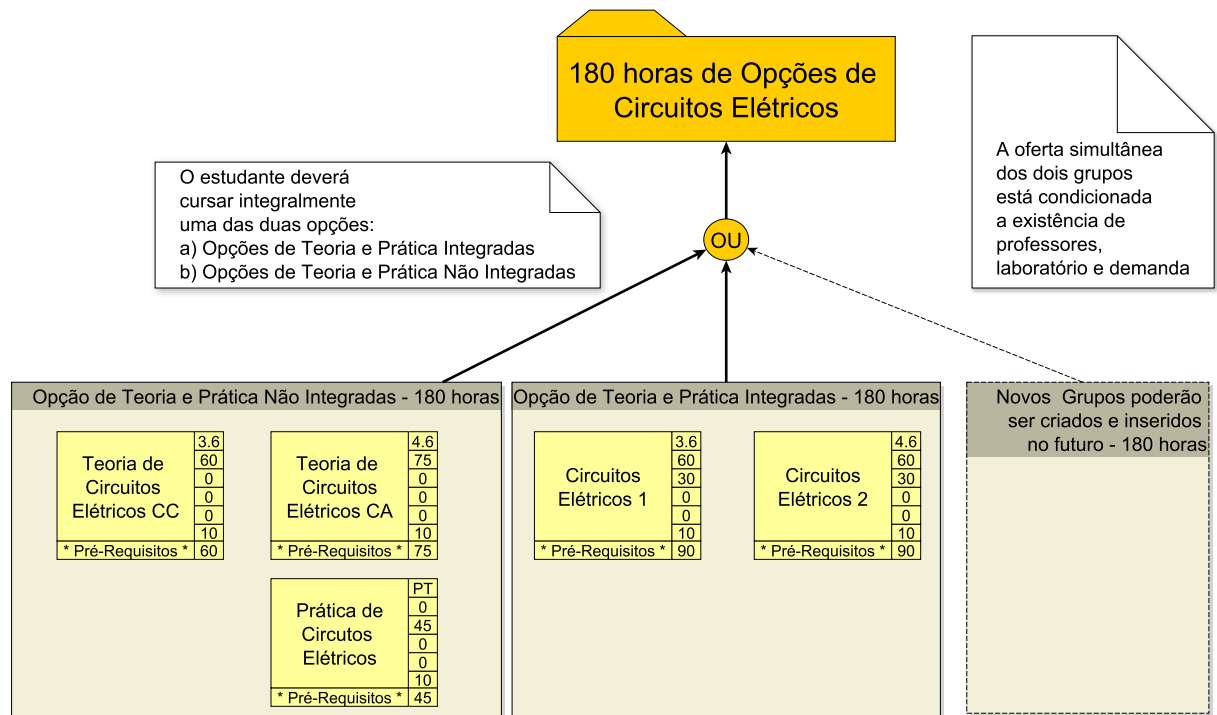 180 horas de Opções de
Circuitos Elétricos
O estudante deverá
cursar integralmente
uma das duas opções:
a) Opções de Teoria e Prática Integradas
b) Opções de Teoria e Prática Não Integradas
A oferta simultânea
dos dois grupos
está condicionada
a existência de
professores,
laboratório e demanda
OU
Opção de Teoria e Prática Não Integradas - 180 horas
Teoria de
Circuitos
Elétricos CC
3.6
60
0
0
0
10
* Pré-Requisitos * 60
Teoria de
Circuitos
Elétricos CA
4.6
75
0
0
0
10
* Pré-Requisitos * 75
Prática de
Circutos
Elétricos
PT
0
45
0
0
10
* Pré-Requisitos * 45
Opção de Teoria e Prática Integradas - 180 horas
Circuitos
Elétricos 1
3.6
60
30
0
0
10
* Pré-Requisitos * 90
Circuitos
Elétricos 2
4.6
60
30
0
0
10
* Pré-Requisitos * 90
Novos Grupos poderão
ser criados e inseridos
no futuro - 180 horas